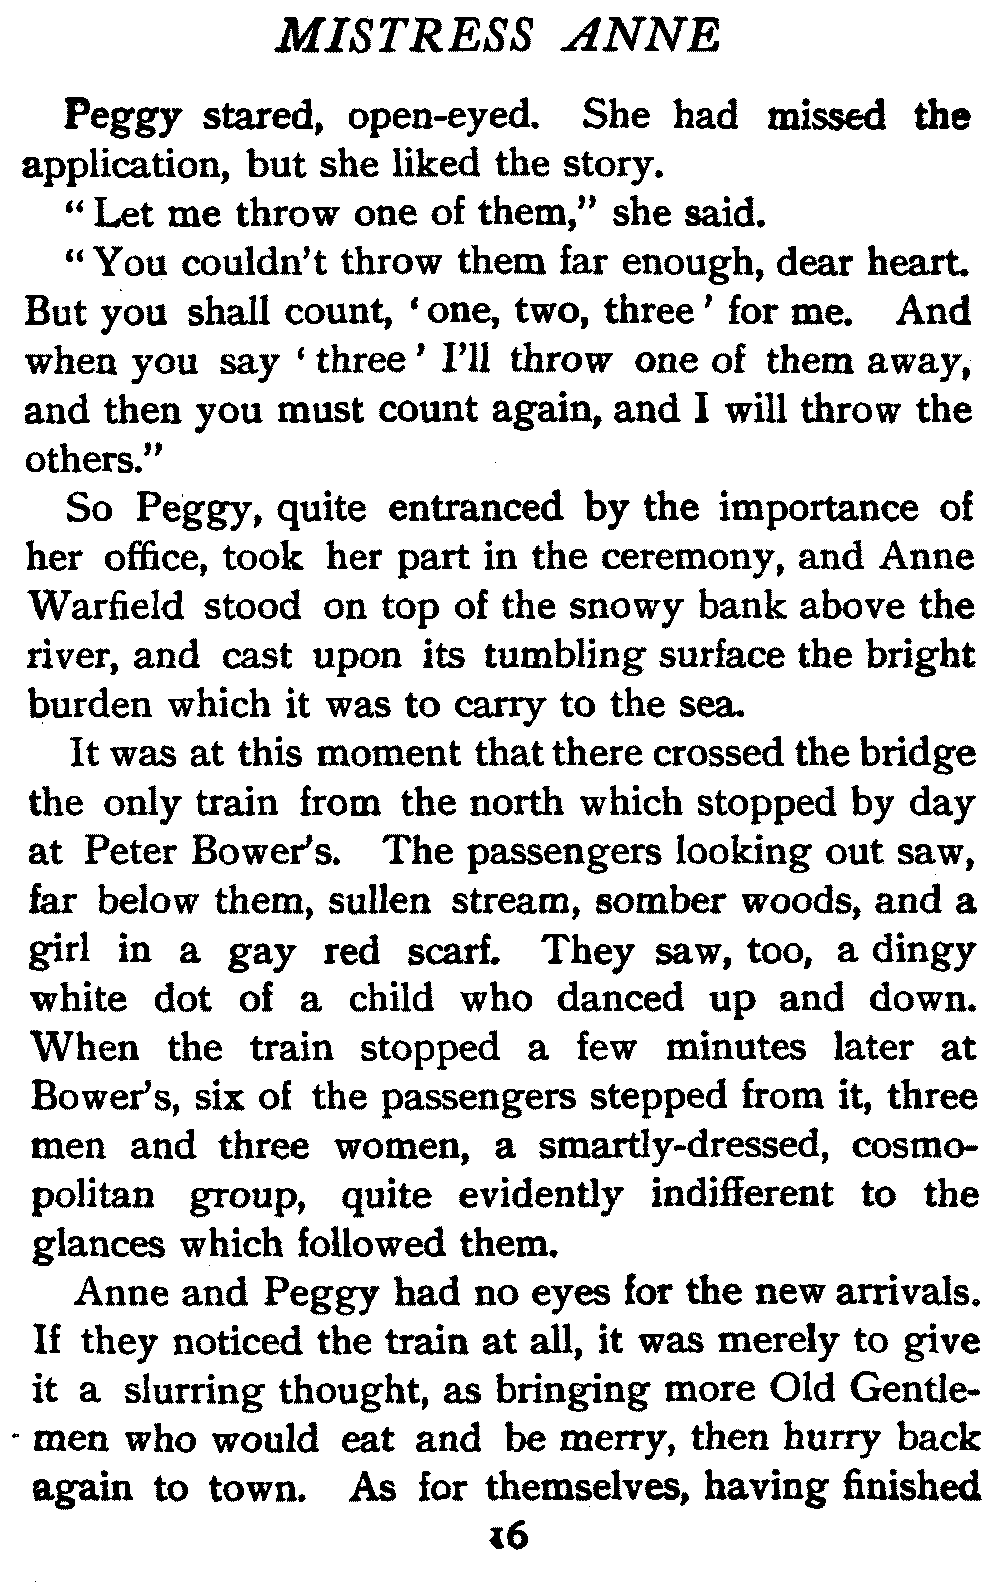 MISTRESS ANNE
Peggy stared, open-eyed. She had missed the
application, but she liked the story.
“Let me throw one of them,” she said.
“You couldn't throw them far enough, dear heart.
But you shall count, ‘one, two, three’ for me. And
when you say ‘three’ I'll throw one of them away,
and then you must count again, and I will throw the
others.”
So Peggy, quite entranced by the importance of
her office, took her part in the ceremony, and Anne
Warfield stood on top of the snowy bank above the
river, and cast upon its tumbling surface the bright
burden which it was to carry to the sea.
It was at this moment that there crossed the bridge
the only train from the north which stopped by day
at Peter Bower's. The passengers looking out saw,
far below them, sullen stream, somber woods, and a
girl in a gay red scarf. They saw, too, a dingy
white dot of a child who danced up and down.
When the train stopped a few minutes later at
Bower's, six of the passengers stepped from it, three
men and three women, a smartly-dressed, cosmo-
politan group, quite evidently indifferent to the
glances which followed them.
Anne and Peggy had no eyes for the new arrivals.
If they noticed the train at all, it was merely to give
it a slurring thought, as bringing more Old Gentle-
men who would eat and be merry, then hurry back
again to town. As for themselves, having finished
16